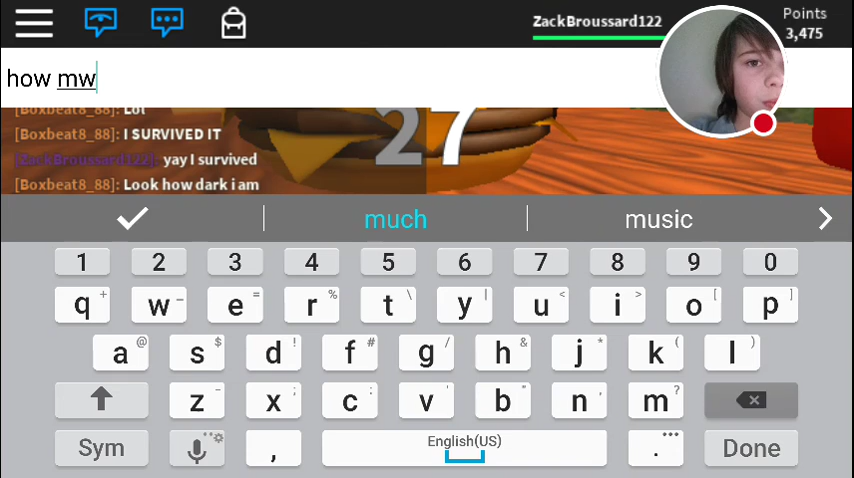 ZackBroussard122
Points
3,475
how mw
[Boxbeat8_88]: Lol
[Boxbeat8_88]: I SURVIVED IT
[ZackBroussard122]: yay I survived
[Boxbeat8_88]: Look how dark i am
27
much
music
1 2 3 4 5 6 7 8 9 0
q + w - e = r % t \ y | u < i > o [ p ]
a @ s $ d ! f # g / h & j * k ( l )
z - x ; c : v ' b " n , m ?
Sym , English(US) . Done